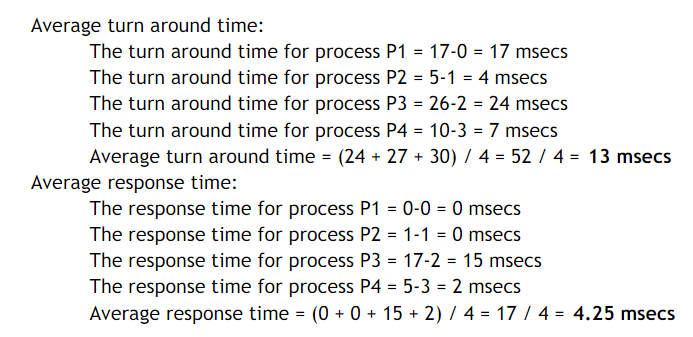 Average turn around time:
The turn around time for process P1 = 17-0 = 17 msecs
The turn around time for process P2 = 5-1 = 4 msecs
The turn around time for process P3 = 26-2 = 24 msecs
The turn around time for process P4 = 10-3 = 7 msecs
Average turn around time = (24 + 27 + 30) / 4 = 52 / 4 = 13 msecs
Average response time:
The response time for process P1 = 0-0 = 0 msecs
The response time for process P2 = 1-1 = 0 msecs
The response time for process P3 = 17-2 = 15 msecs
The response time for process P4 = 5-3 = 2 msecs
Average response time = (0 + 0 + 15 + 2) / 4 = 17 / 4 = 4.25 msecs